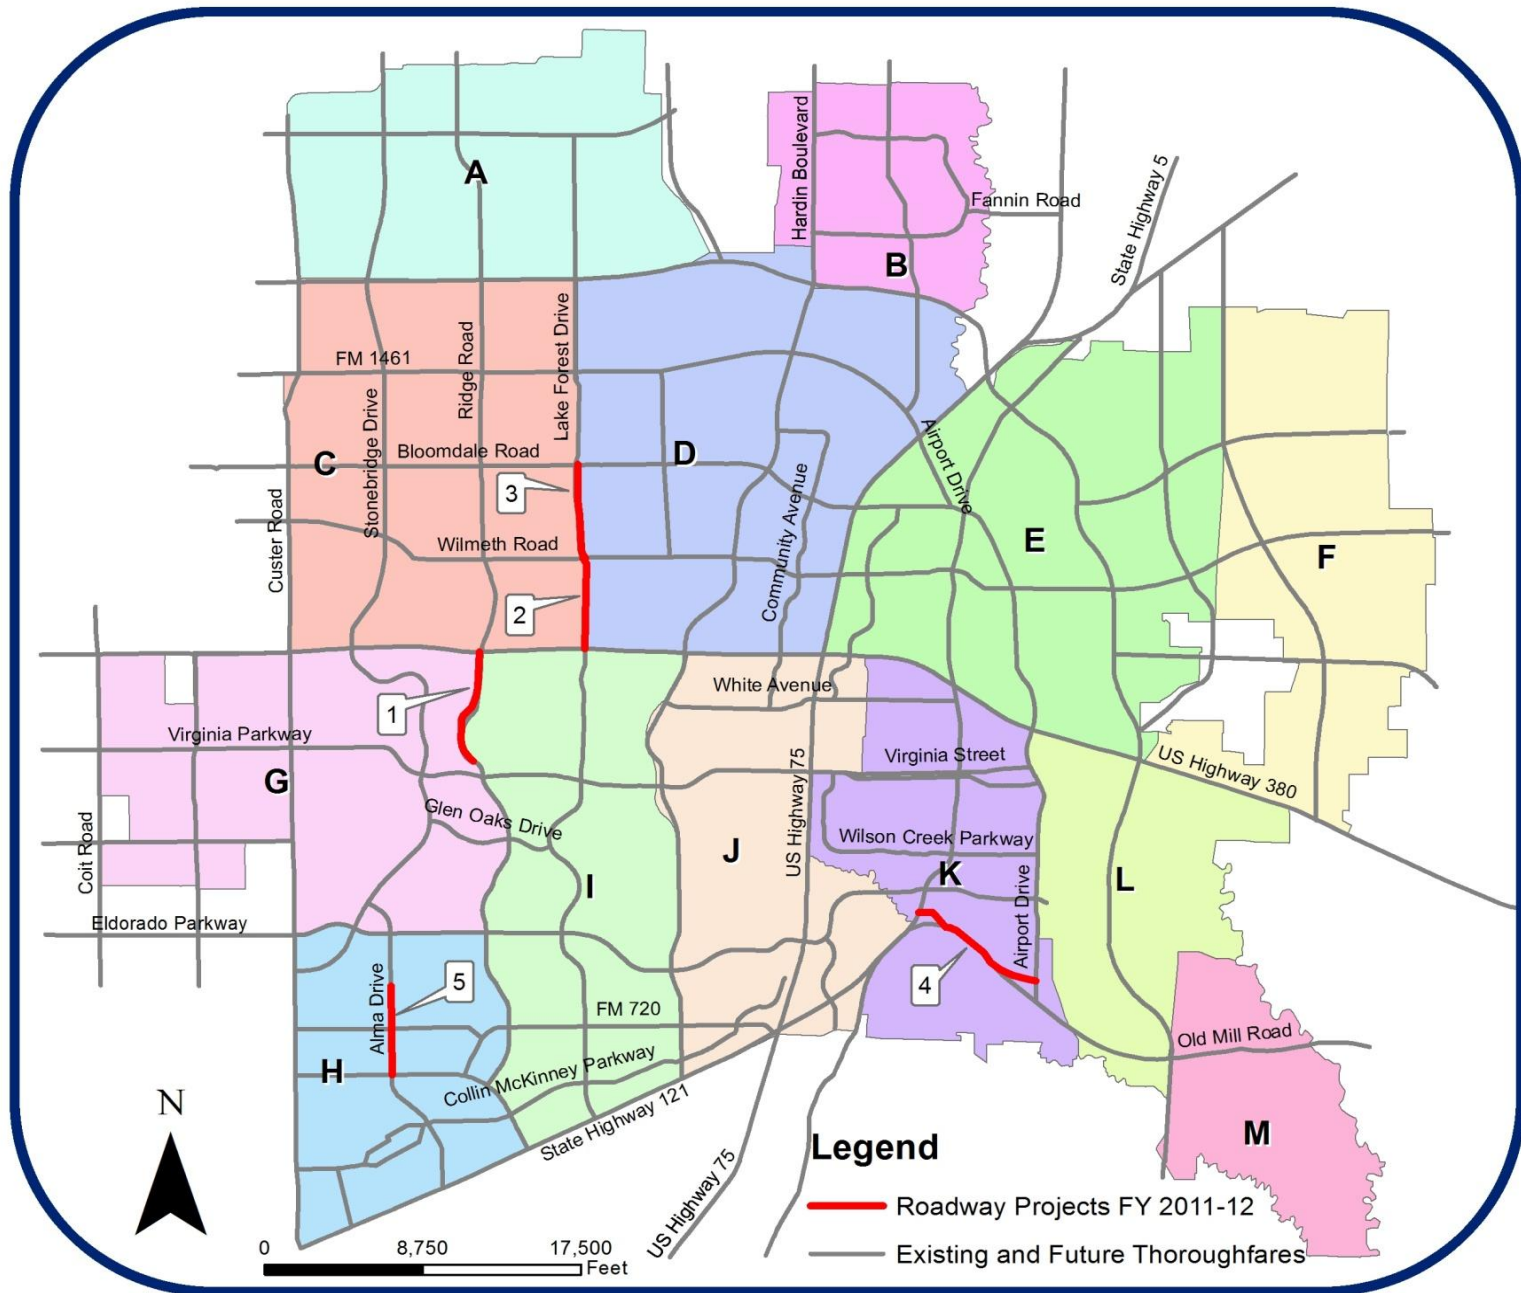 A
Hardin Boulevard
B
Fannin Road
State Highway 5
FM 1461
Ridge Road
Lake Forest Drive
Stonebridge Drive
C
Bloomdale Road
D
Airport Drive
3
Custer Road
Wilmeth Road
Community Avenue
E
F
2
1
White Avenue
Virginia Parkway
Virginia Street
US Highway 380
G
US Highway 75
Glen Oaks Drive
Coit Road
Wilson Creek Parkway
J
K
L
I
Airport Drive
Eldorado Parkway
4
5
Alma Drive
FM 720
Old Mill Road
H
Collin McKinney Parkway
State Highway 121
M
US Highway 75
N
0 8,750 17,500
Feet
Legend
Roadway Projects FY 2011-12
Existing and Future Thoroughfares